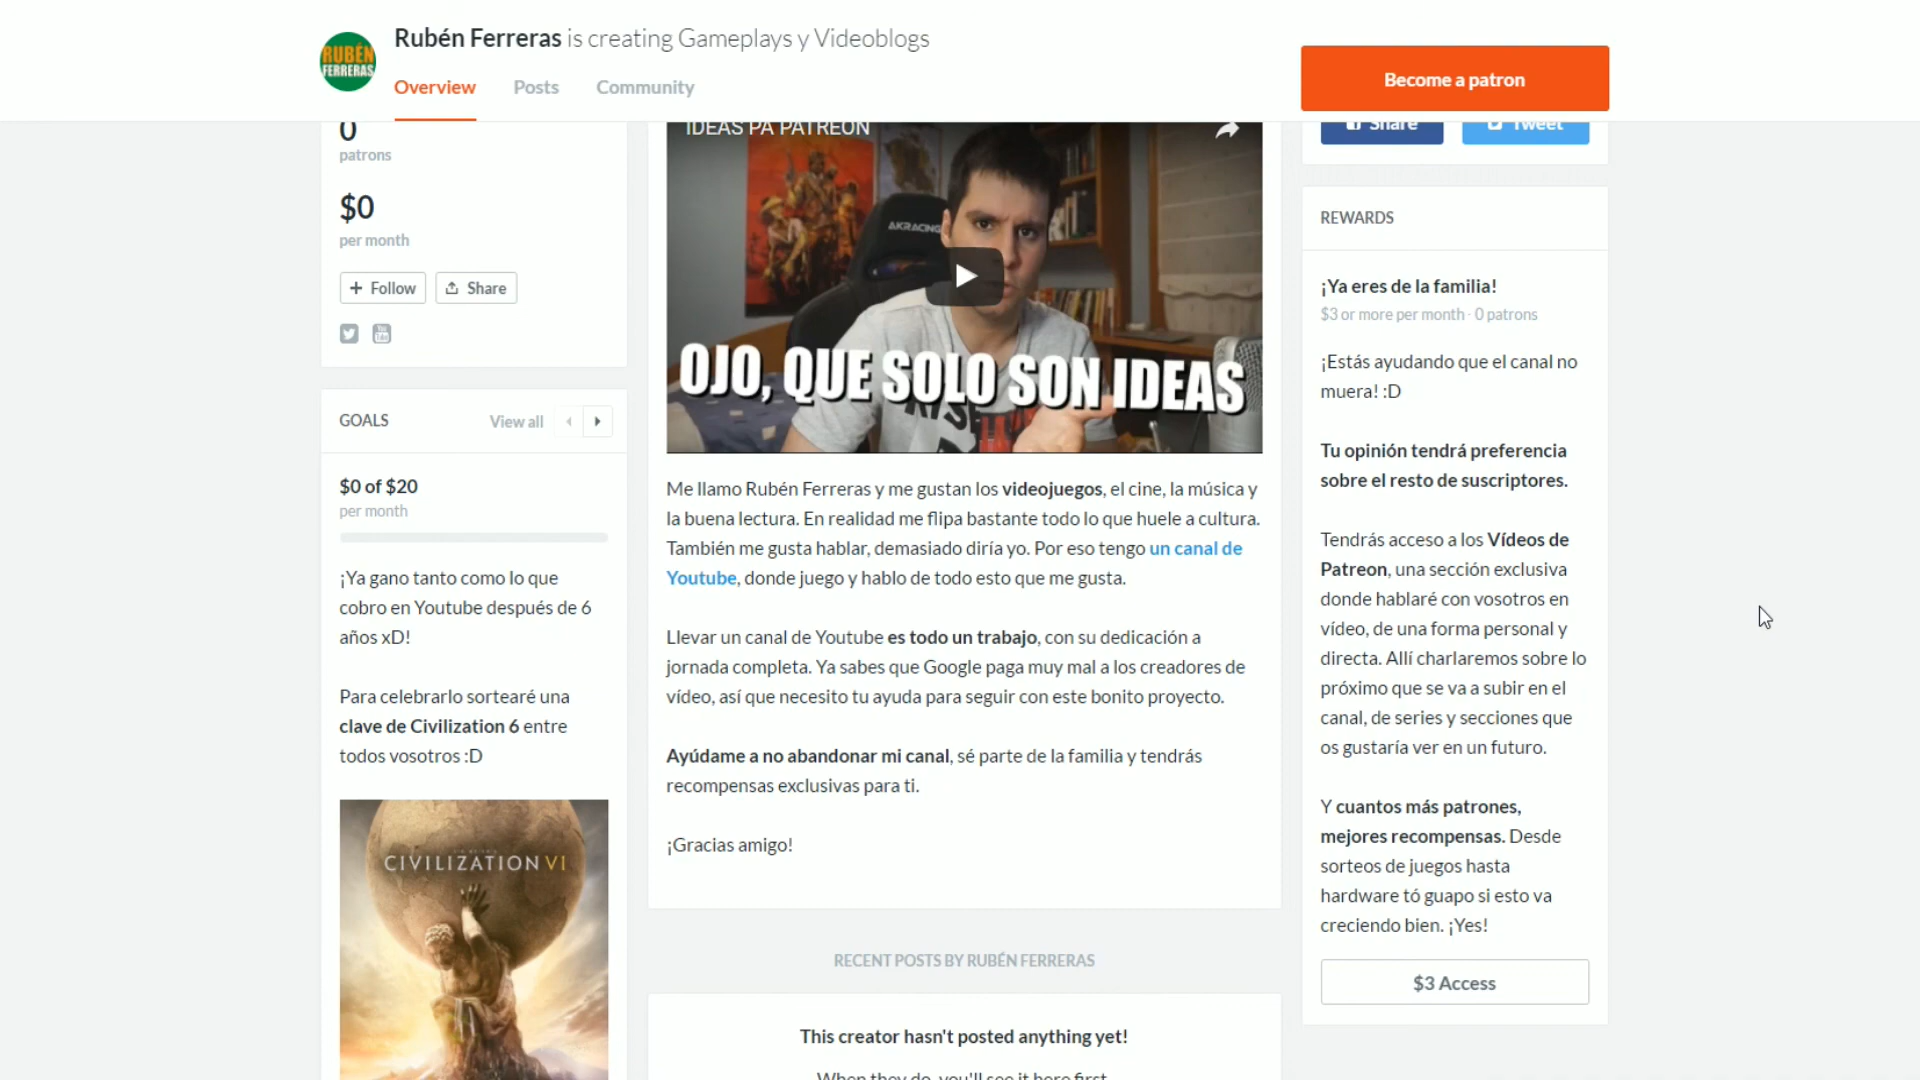 RUBÉN
FERRERAS
Rubén Ferreras is creating Gameplays y Videoblogs
Overview
Posts
Community
Become a patron
0
patrons
$0
per month
+ Follow
Share
GOALS
View all
$0 of $20
per month
¡Ya gano tanto como lo que
cobro en Youtube después de 6
años xD!
Para celebrarlo sortearé una
clave de Civilization 6 entre
todos vosotros :D
CIVILIZATION VI
IDEAS PA PATREON
AKRACING
OJO, QUE SOLO SON IDEAS
Me llamo Rubén Ferreras y me gustan los videojuegos, el cine, la música y
la buena lectura. En realidad me flipa bastante todo lo que huele a cultura.
También me gusta hablar, demasiado diría yo. Por eso tengo un canal de
Youtube, donde juego y hablo de todo esto que me gusta.
Llevar un canal de Youtube es todo un trabajo, con su dedicación a
jornada completa. Ya sabes que Google paga muy mal a los creadores de
vídeo, así que necesito tu ayuda para seguir con este bonito proyecto.
Ayúdame a no abandonar mi canal, sé parte de la familia y tendrás
recompensas exclusivas para ti.
¡Gracias amigo!
RECENT POSTS BY RUBÉN FERRERAS
This creator hasn't posted anything yet!
When they do, you'll see it here first.
Share
Tweet
REWARDS
¡Ya eres de la familia!
$3 or more per month · 0 patrons
¡Estás ayudando que el canal no
muera! :D
Tu opinión tendrá preferencia
sobre el resto de suscriptores.
Tendrás acceso a los Vídeos de
Patreon, una sección exclusiva
donde hablaré con vosotros en
vídeo, de una forma personal y
directa. Allí charlaremos sobre lo
próximo que se va a subir en el
canal, de series y secciones que
os gustaría ver en un futuro.
Y cuantos más patrones,
mejores recompensas. Desde
sorteos de juegos hasta
hardware tó guapo si esto va
creciendo bien. ¡Yes!
$3 Access